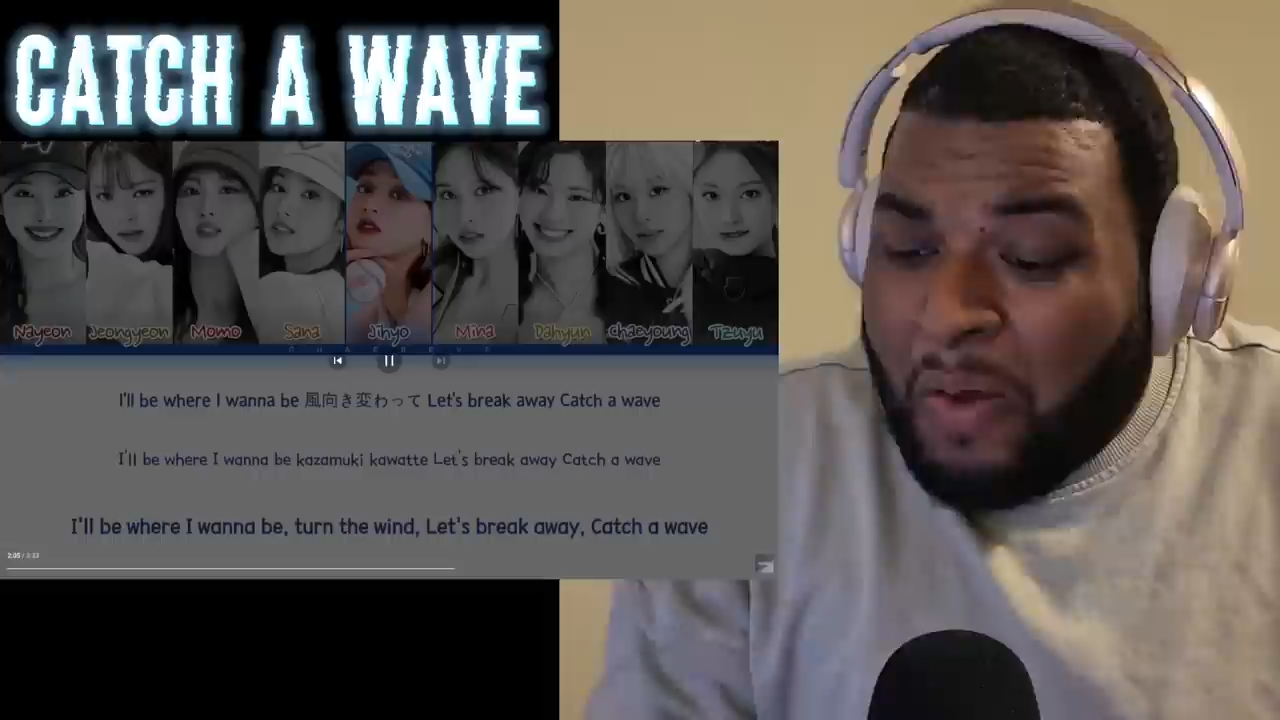 CATCH A WAVE
Nayeon Jeongyeon Momo Sana Jihyo Mina Dahyun Chaeyoung Tzuyu
I'll be where I wanna be 風向き変わって Let's break away Catch a wave
I'll be where I wanna be kazamuki kawatte Let's break away Catch a wave
I'll be where I wanna be, turn the wind, Let's break away, Catch a wave